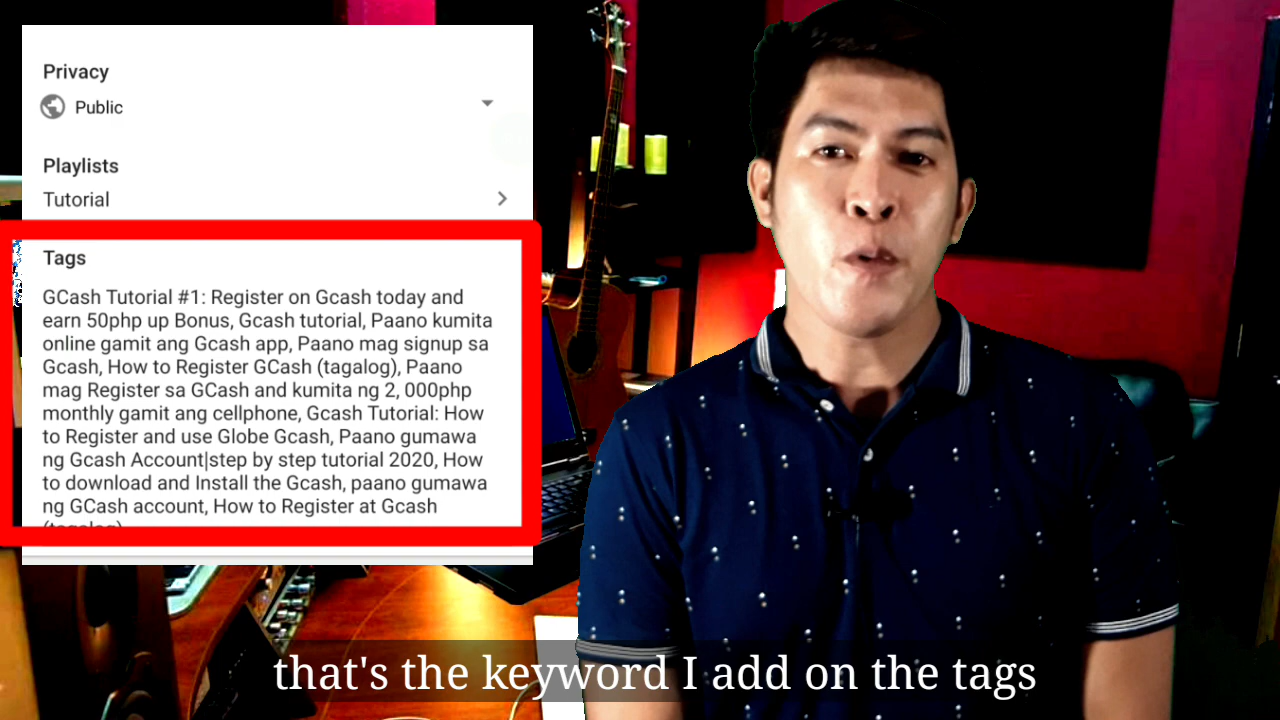 Privacy
Public
Playlists
Tutorial
Tags
GCash Tutorial #1: Register on Gcash today and
earn 50php up Bonus, Gcash tutorial, Paano kumita
online gamit ang Gcash app, Paano mag signup sa
Gcash, How to Register GCash (tagalog), Paano
mag Register sa GCash and kumita ng 2, 000php
monthly gamit ang cellphone, Gcash Tutorial: How
to Register and use Globe Gcash, Paano gumawa
ng Gcash Account|step by step tutorial 2020, How
to download and Install the Gcash, paano gumawa
ng GCash account, How to Register at Gcash
(tagalog)
that's the keyword I add on the tags